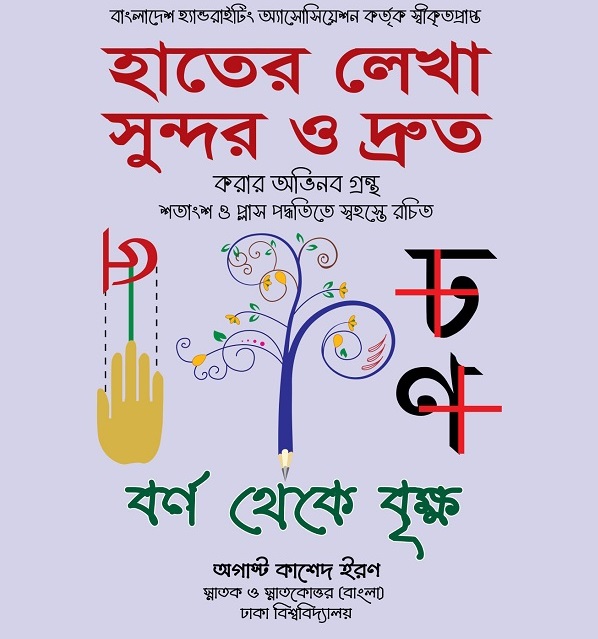 বাংলাদেশ হ্যান্ডরাইটিং অ্যাসোসিয়েশন কর্তৃক স্বীকৃতপ্রাপ্ত
হাতের লেখা
সুন্দর ও দ্রুত
করার অভিনব গ্রন্থ
শতাংশ ও প্লাস পদ্ধতিতে স্বহস্তে রচিত
ঢ
ণ
বর্ণ থেকে বৃক্ষ
অগাস্ট কাশেদ ইরণ
স্নাতক ও স্নাতকোত্তর (বাংলা)
ঢাকা বিশ্ববিদ্যালয়